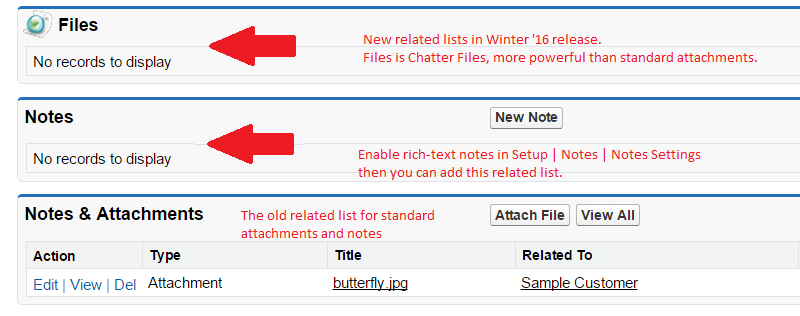 Files
New related lists in Winter '16 release.
Files is Chatter Files, more powerful than standard attachments.
No records to display
Notes
New Note
No records to display
Enable rich-text notes in Setup | Notes | Notes Settings
then you can add this related list.
Notes & Attachments
The old related list for standard
attachments and notes
Attach File View All
Action Type Title Related To
Edit | View | Del Attachment butterfly.jpg Sample Customer